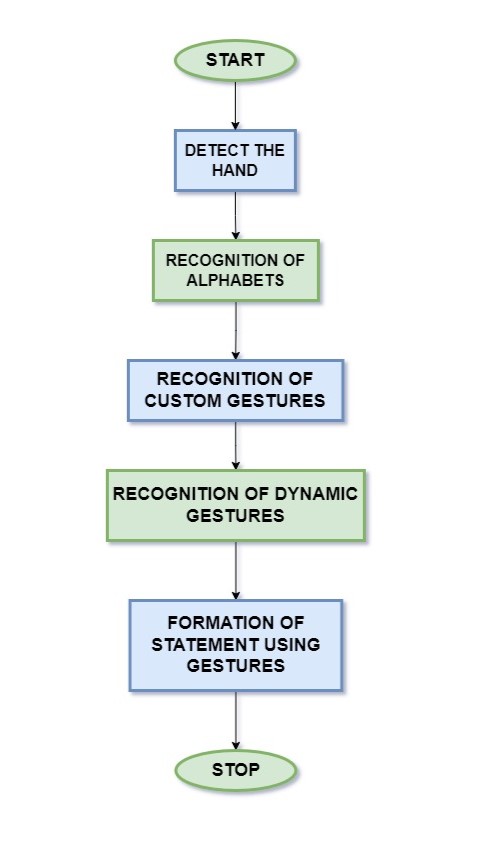 START
DETECT THE
HAND
RECOGNITION OF
ALPHABETS
RECOGNITION OF
CUSTOM GESTURES
RECOGNITION OF DYNAMIC
GESTURES
FORMATION OF
STATEMENT USING
GESTURES
STOP